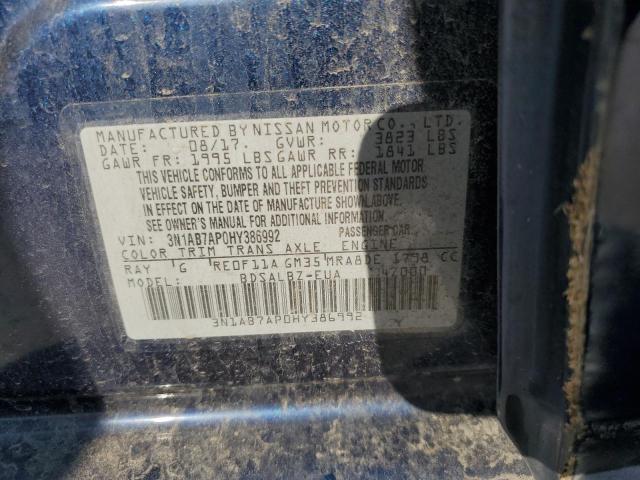 MANUFACTURED BY NISSAN MOTOR CO., LTD.
DATE: 08/17. GVWR: 3823 LBS
GAWR FR: 1995 LBS GAWR RR: 1841 LBS
THIS VEHICLE CONFORMS TO ALL APPLICABLE FEDERAL MOTOR
VEHICLE SAFETY, BUMPER AND THEFT PREVENTION STANDARDS
IN EFFECT ON THE DATE OF MANUFACTURE SHOWN ABOVE.
SEE OWNER'S MANUAL FOR ADDITIONAL INFORMATION.
VIN: 3N1AB7AP0HY386992 PASSENGER CAR
COLOR TRIM TRANS AXLE ENGINE
RAY G RE0F11A GM35 MRA8DE 1798 CC
MODEL: BDSALBZ-EUA
3N1AB7AP0HY386992